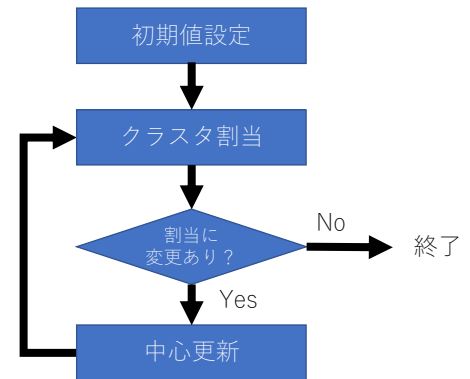 初期値設定
クラスタ割当
割当に
変更あり？
No
終了
Yes
中心更新